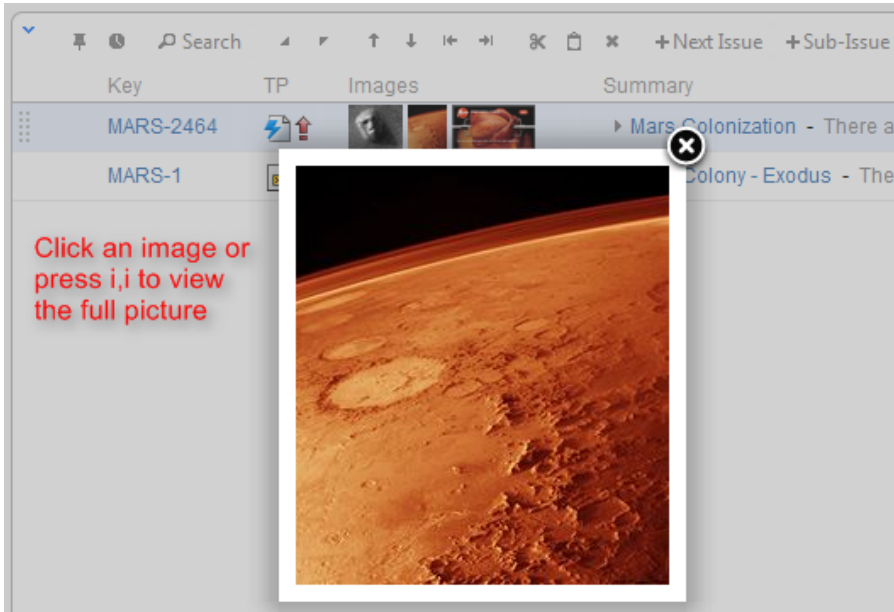 Search +Next Issue +Sub-Issue
Key TP Images Summary
MARS-2464 Mars Colonization - There a
MARS-1 Colony - Exodus - The
Click an image or
press i,i to view
the full picture